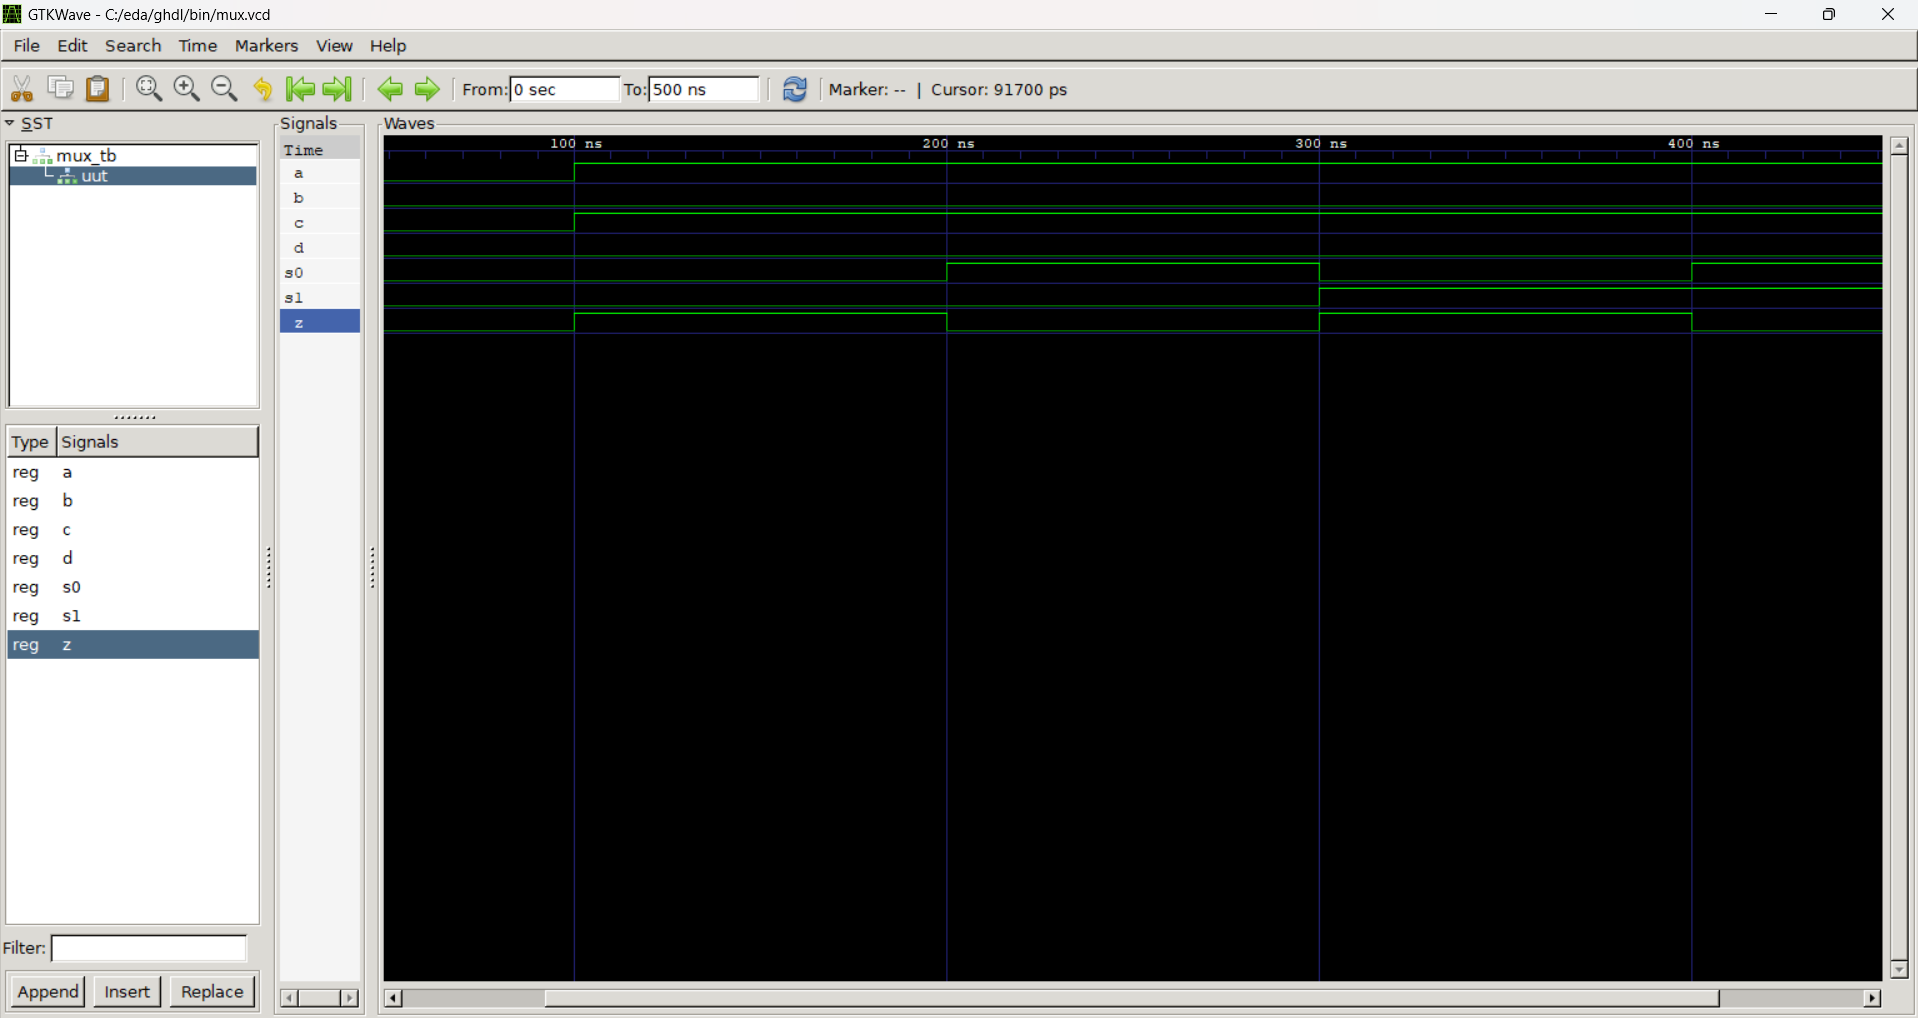 GTKWave - C:/eda/ghdl/bin/mux.vcd
File Edit Search Time Markers View Help
From: 0 sec To: 500 ns Marker: -- | Cursor: 91700 ps
SST
mux_tb
uut
Type Signals
reg a
reg b
reg c
reg d
reg s0
reg s1
reg z
Filter:
Append Insert Replace
Signals
Time
a
b
c
d
s0
s1
z
Waves
100 ns 200 ns 300 ns 400 ns